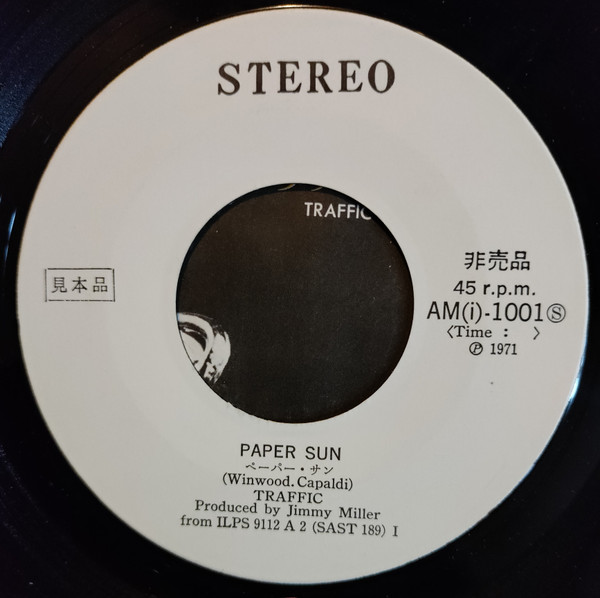 STEREO
TRAFFIC
見本品
非売品
45 r.p.m.
AM(i)-1001Ⓢ
〈Time : 〉
℗ 1971
PAPER SUN
ペーパー・サン
(Winwood. Capaldi)
TRAFFIC
Produced by Jimmy Miller
from ILPS 9112 A 2 (SAST 189) I